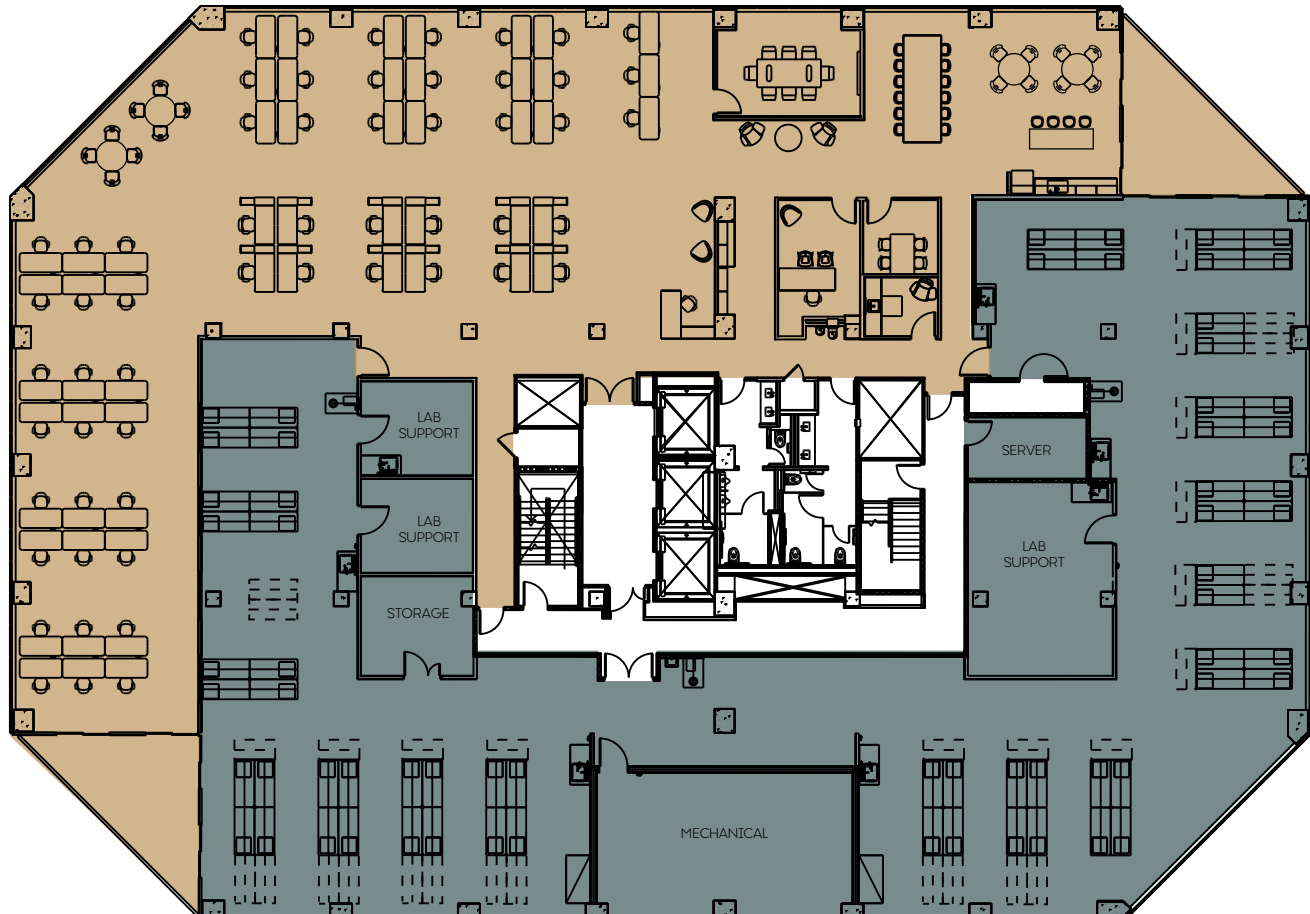 LAB
SUPPORT
SERVER
LAB
SUPPORT
LAB
SUPPORT
STORAGE
MECHANICAL